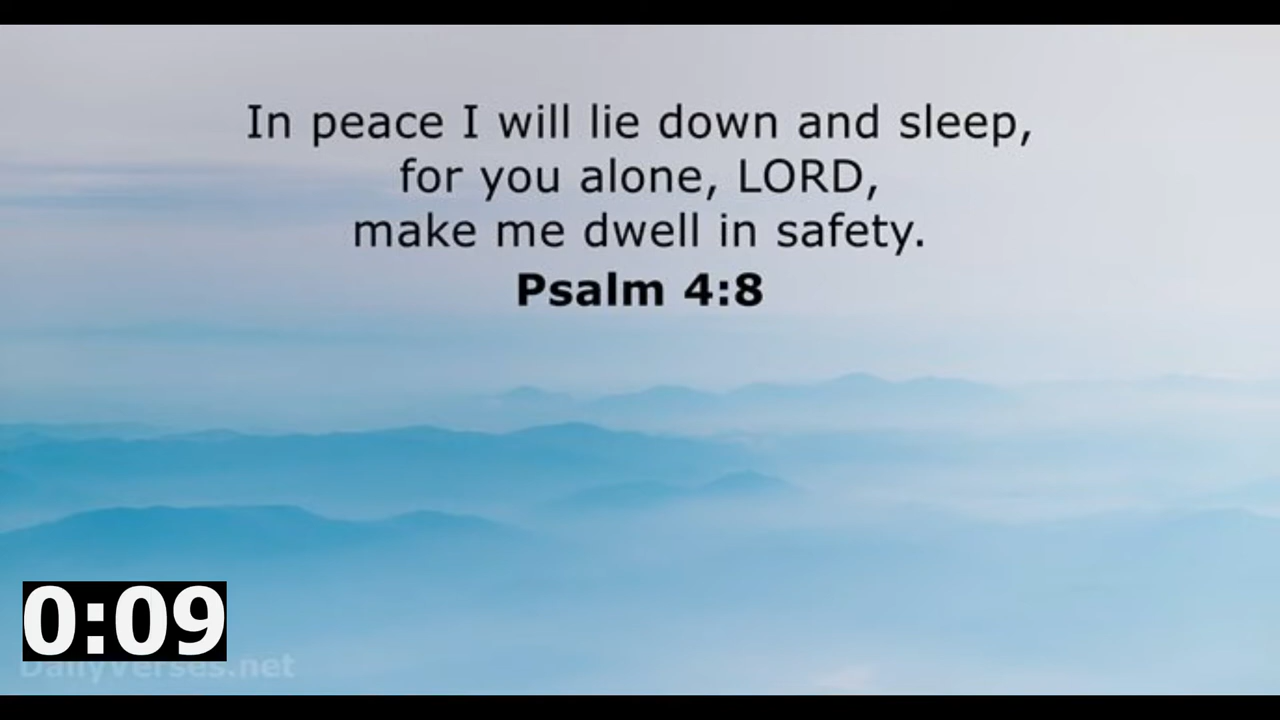 In peace I will lie down and sleep,
for you alone, LORD,
make me dwell in safety.
Psalm 4:8
0:09
DailyVerses.net